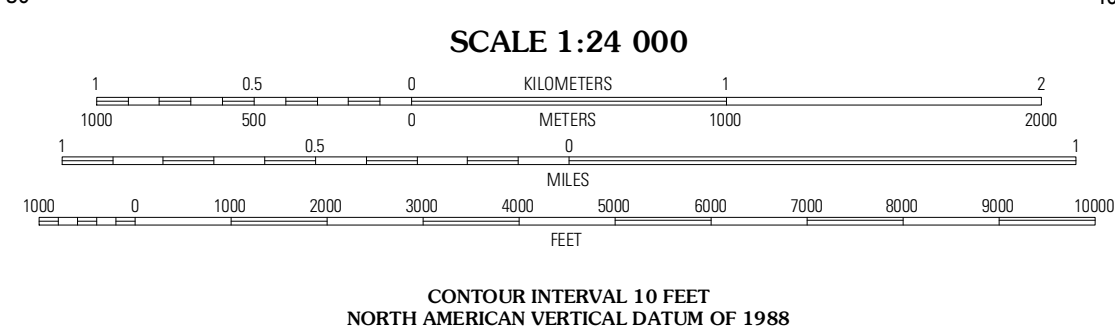 SCALE 1:24 000
1 0.5 0 KILOMETERS 1 2
1000 500 0 METERS 1000 2000
1 0.5 0 1
MILES
1000 0 1000 2000 3000 4000 5000 6000 7000 8000 9000 10000
FEET
CONTOUR INTERVAL 10 FEET
NORTH AMERICAN VERTICAL DATUM OF 1988